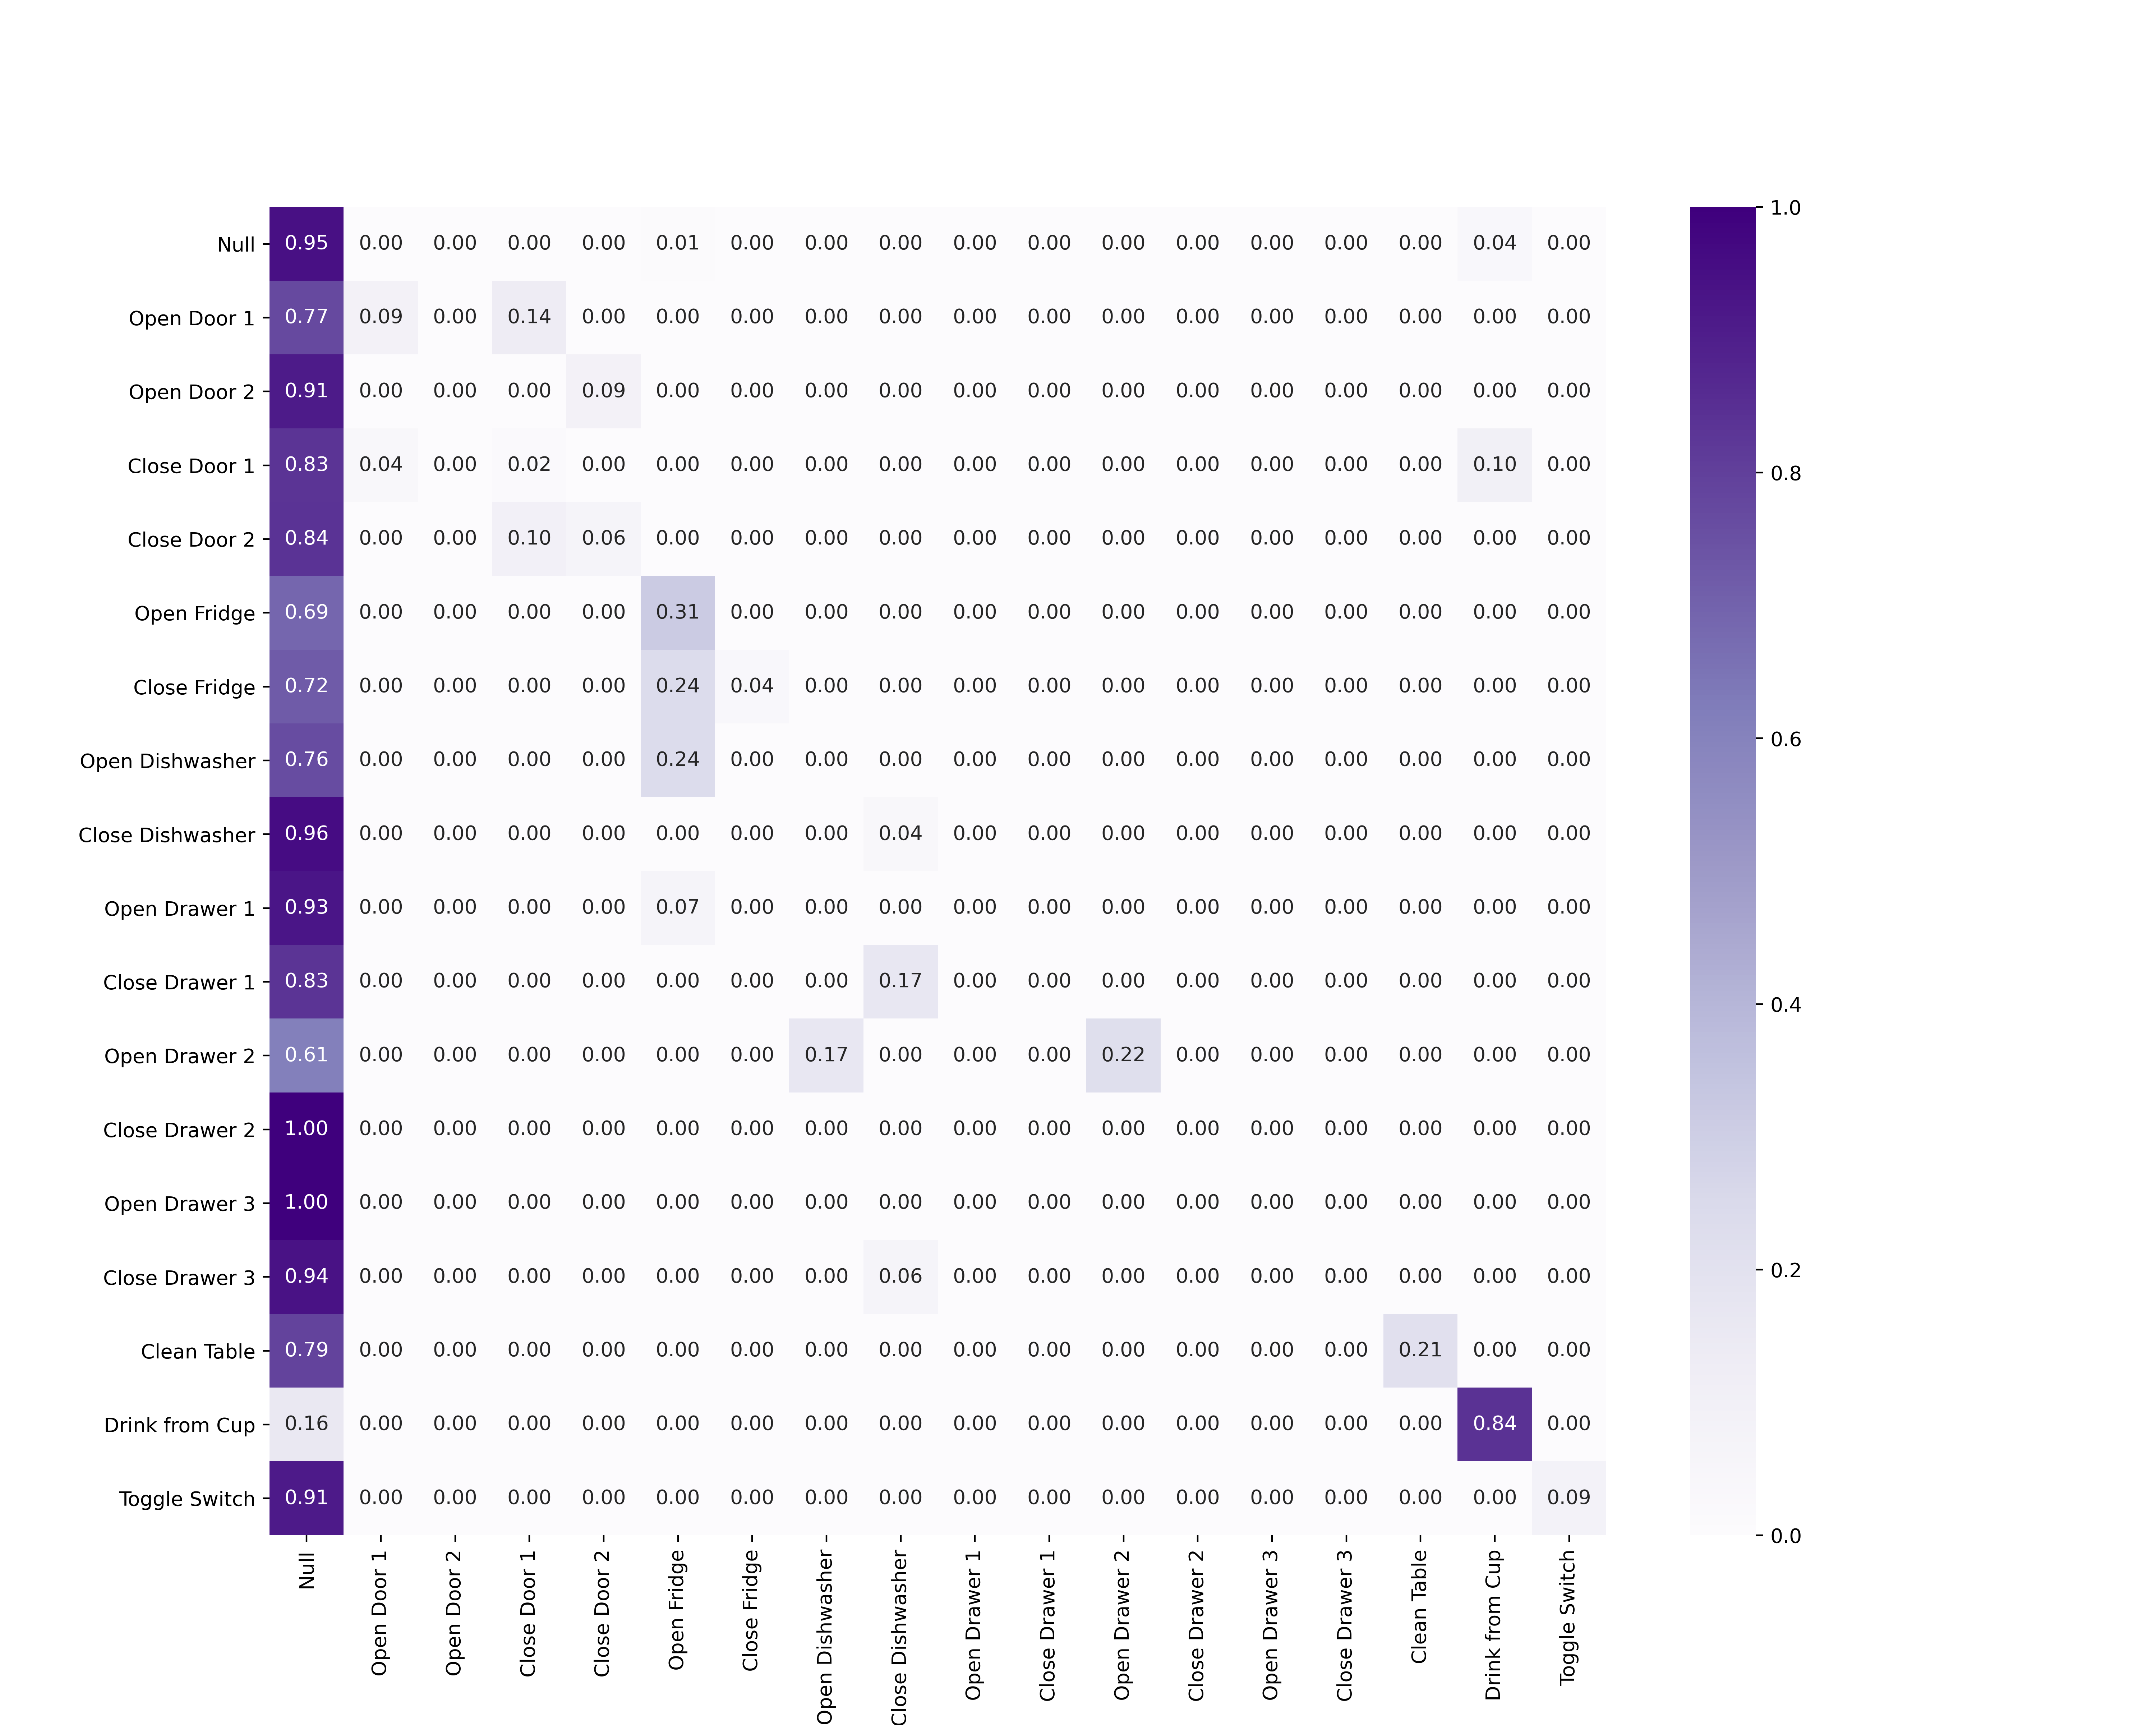 Null 0.95 0.00 0.00 0.00 0.00 0.01 0.00 0.00 0.00 0.00 0.00 0.00 0.00 0.00 0.00 0.00 0.04 0.00
Open Door 1 0.77 0.09 0.00 0.14 0.00 0.00 0.00 0.00 0.00 0.00 0.00 0.00 0.00 0.00 0.00 0.00 0.00 0.00
Open Door 2 0.91 0.00 0.00 0.00 0.09 0.00 0.00 0.00 0.00 0.00 0.00 0.00 0.00 0.00 0.00 0.00 0.00 0.00
Close Door 1 0.83 0.04 0.00 0.02 0.00 0.00 0.00 0.00 0.00 0.00 0.00 0.00 0.00 0.00 0.00 0.00 0.10 0.00
Close Door 2 0.84 0.00 0.00 0.10 0.06 0.00 0.00 0.00 0.00 0.00 0.00 0.00 0.00 0.00 0.00 0.00 0.00 0.00
Open Fridge 0.69 0.00 0.00 0.00 0.00 0.31 0.00 0.00 0.00 0.00 0.00 0.00 0.00 0.00 0.00 0.00 0.00 0.00
Close Fridge 0.72 0.00 0.00 0.00 0.00 0.24 0.04 0.00 0.00 0.00 0.00 0.00 0.00 0.00 0.00 0.00 0.00 0.00
Open Dishwasher 0.76 0.00 0.00 0.00 0.00 0.24 0.00 0.00 0.00 0.00 0.00 0.00 0.00 0.00 0.00 0.00 0.00 0.00
Close Dishwasher 0.96 0.00 0.00 0.00 0.00 0.00 0.00 0.00 0.04 0.00 0.00 0.00 0.00 0.00 0.00 0.00 0.00 0.00
Open Drawer 1 0.93 0.00 0.00 0.00 0.00 0.07 0.00 0.00 0.00 0.00 0.00 0.00 0.00 0.00 0.00 0.00 0.00 0.00
Close Drawer 1 0.83 0.00 0.00 0.00 0.00 0.00 0.00 0.00 0.17 0.00 0.00 0.00 0.00 0.00 0.00 0.00 0.00 0.00
Open Drawer 2 0.61 0.00 0.00 0.00 0.00 0.00 0.00 0.17 0.00 0.00 0.00 0.22 0.00 0.00 0.00 0.00 0.00 0.00
Close Drawer 2 1.00 0.00 0.00 0.00 0.00 0.00 0.00 0.00 0.00 0.00 0.00 0.00 0.00 0.00 0.00 0.00 0.00 0.00
Open Drawer 3 1.00 0.00 0.00 0.00 0.00 0.00 0.00 0.00 0.00 0.00 0.00 0.00 0.00 0.00 0.00 0.00 0.00 0.00
Close Drawer 3 0.94 0.00 0.00 0.00 0.00 0.00 0.00 0.00 0.06 0.00 0.00 0.00 0.00 0.00 0.00 0.00 0.00 0.00
Clean Table 0.79 0.00 0.00 0.00 0.00 0.00 0.00 0.00 0.00 0.00 0.00 0.00 0.00 0.00 0.00 0.21 0.00 0.00
Drink from Cup 0.16 0.00 0.00 0.00 0.00 0.00 0.00 0.00 0.00 0.00 0.00 0.00 0.00 0.00 0.00 0.00 0.84 0.00
Toggle Switch 0.91 0.00 0.00 0.00 0.00 0.00 0.00 0.00 0.00 0.00 0.00 0.00 0.00 0.00 0.00 0.00 0.00 0.09
Null
Open Door 1
Open Door 2
Close Door 1
Close Door 2
Open Fridge
Close Fridge
Open Dishwasher
Close Dishwasher
Open Drawer 1
Close Drawer 1
Open Drawer 2
Close Drawer 2
Open Drawer 3
Close Drawer 3
Clean Table
Drink from Cup
Toggle Switch
1.0
0.8
0.6
0.4
0.2
0.0